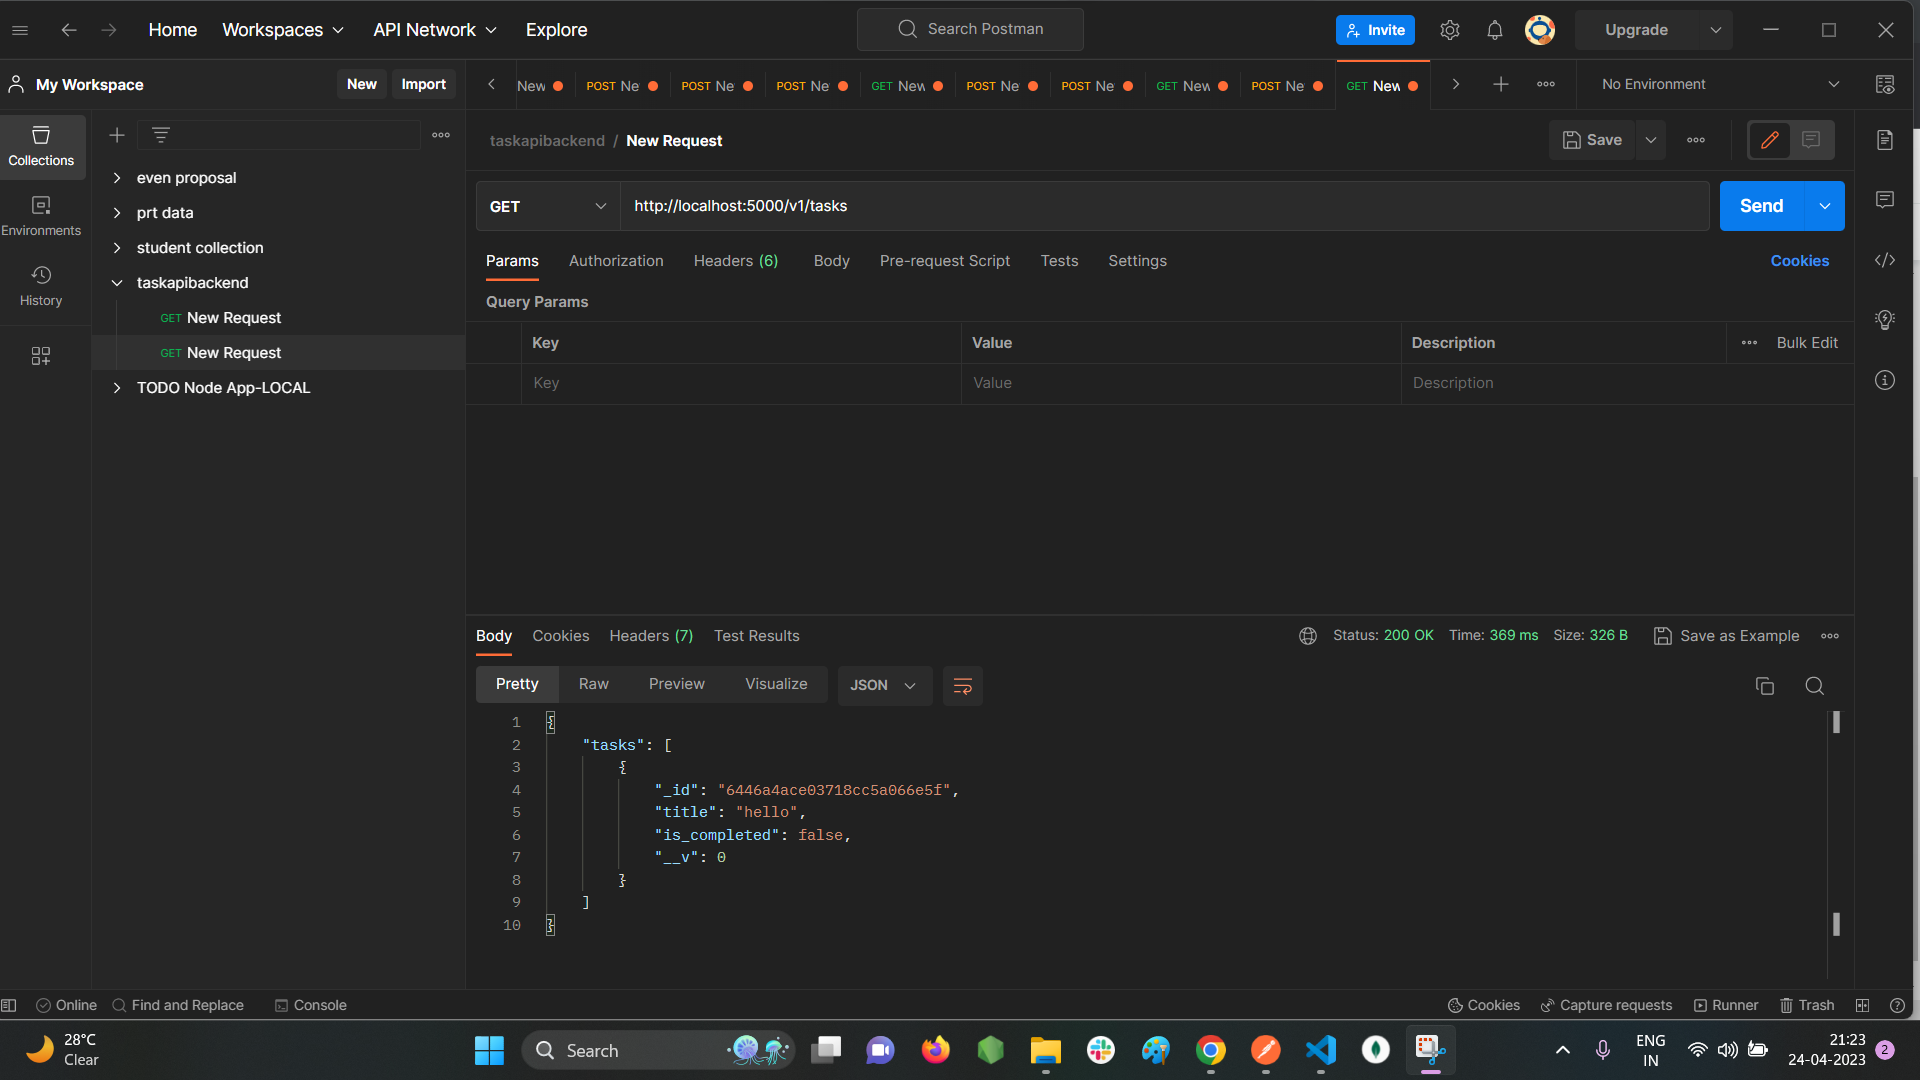 Home Workspaces API Network Explore Search Postman Invite Upgrade
My Workspace New Import New POST Ne POST Ne POST Ne GET New POST Ne POST Ne GET New POST Ne GET New No Environment
taskapibackend / New Request Save
Collections
Environments
History
even proposal
prt data
student collection
taskapibackend
GET New Request
GET New Request
TODO Node App-LOCAL
GET http://localhost:5000/v1/tasks Send
Params Authorization Headers (6) Body Pre-request Script Tests Settings Cookies
Query Params
Key Value Description Bulk Edit
Key Value Description
Body Cookies Headers (7) Test Results Status: 200 OK Time: 369 ms Size: 326 B Save as Example
Pretty Raw Preview Visualize JSON
1 {
2 "tasks": [
3 {
4 "_id": "6446a4ace03718cc5a066e5f",
5 "title": "hello",
6 "is_completed": false,
7 "__v": 0
8 }
9 ]
10 }
Online Find and Replace Console Cookies Capture requests Runner Trash
28°C
Clear
Search
ENG
IN
21:23
24-04-2023
2